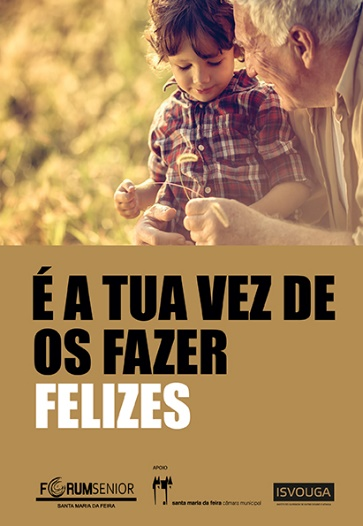 É A TUA VEZ DE
OS FAZER
FELIZES
APOIO
FORUMSENIOR
SANTA MARIA DA FEIRA
santa maria da feira câmara municipal
ISVOUGA